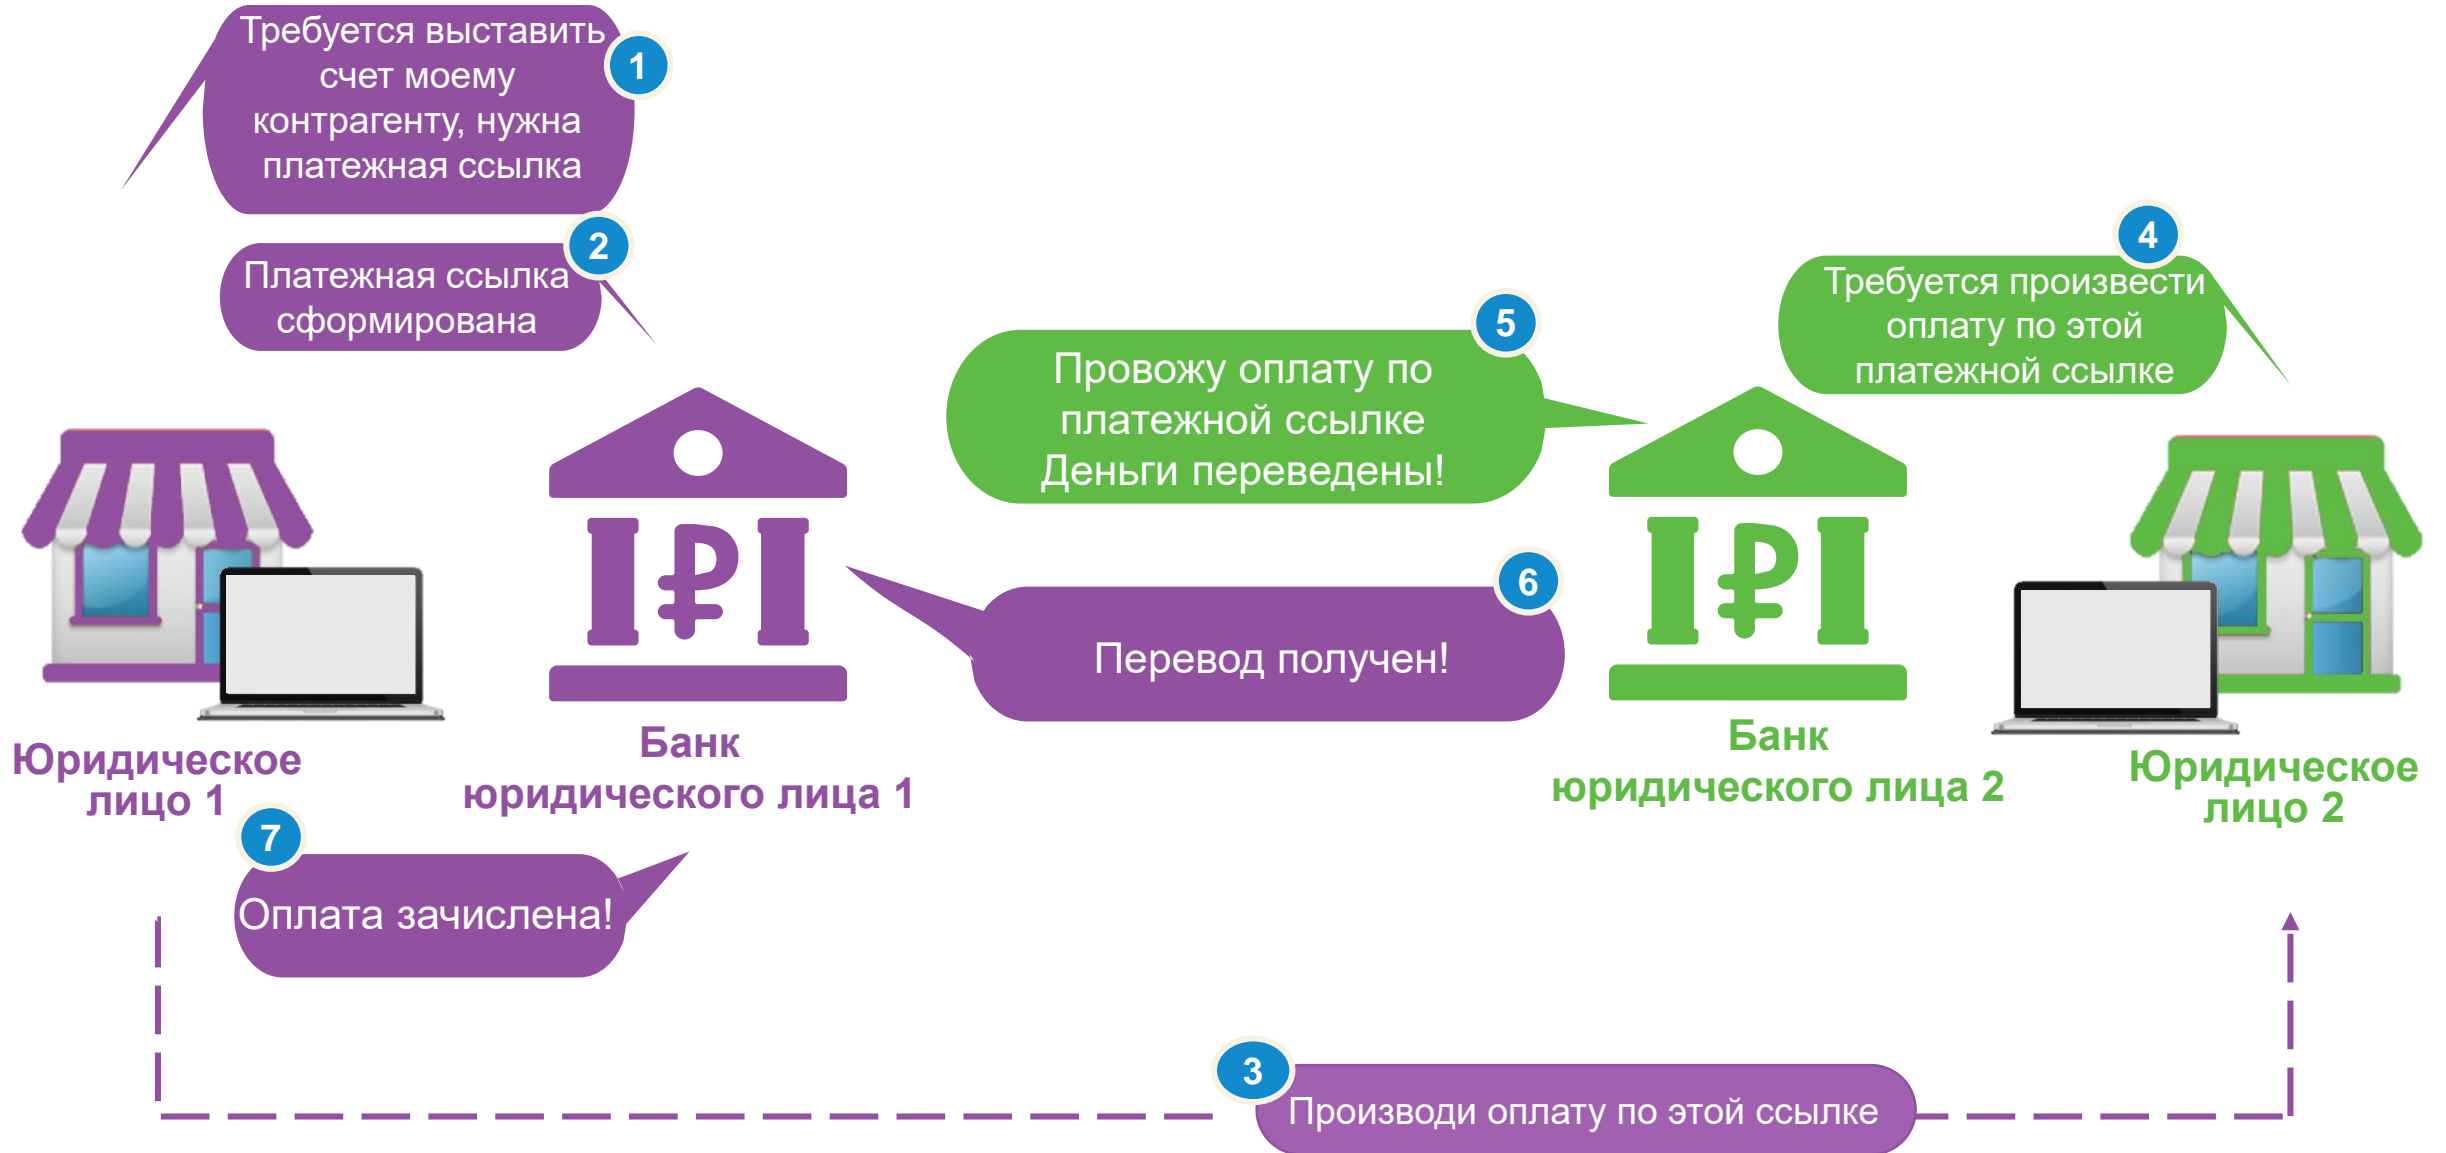 Требуется выставить
счет моему
контрагенту, нужна
платежная ссылка
1
2
Платежная ссылка
сформирована
4
Требуется произвести
оплату по этой
платежной ссылке
5
Провожу оплату по
платежной ссылке
Деньги переведены!
6
Перевод получен!
Юридическое
лицо 1
Банк
юридического лица 1
Банк
юридического лица 2
Юридическое
лицо 2
7
Оплата зачислена!
3
Производи оплату по этой ссылке